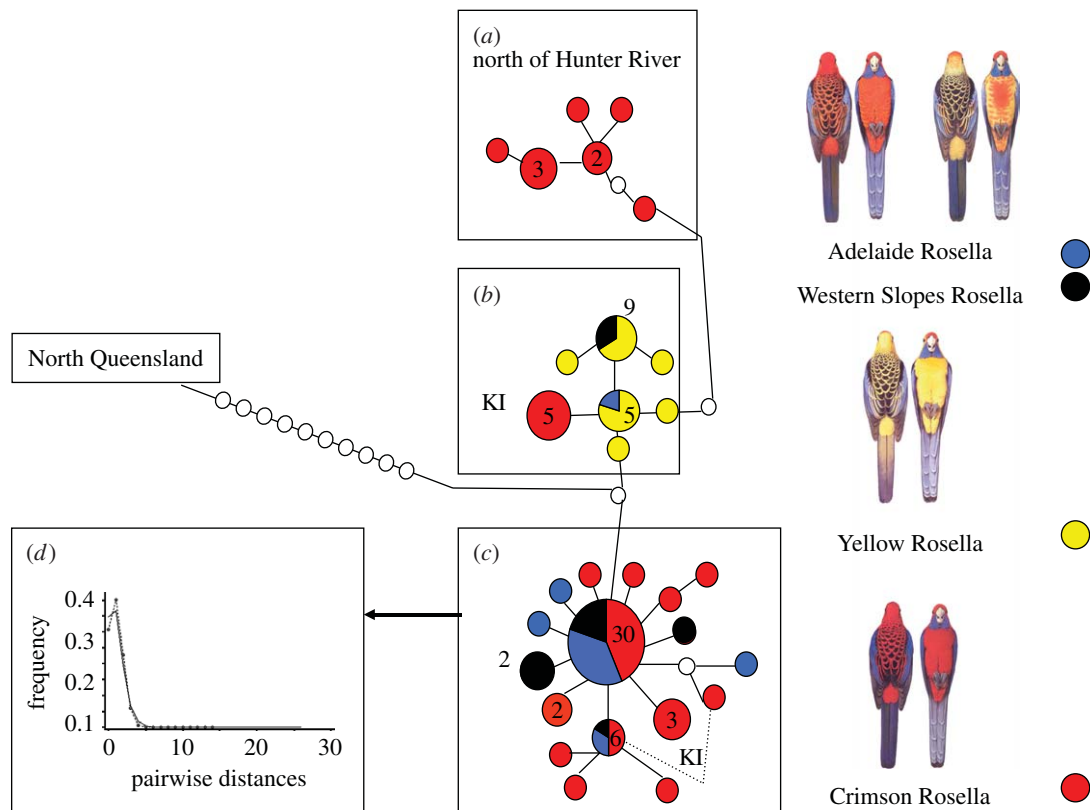 (a)
north of Hunter River
3
2
Adelaide Rosella
Western Slopes Rosella
(b)
9
KI
5
5
North Queensland
Yellow Rosella
(d)
0.4
0.3
0.2
0.1
frequency
0 10 20 30
pairwise distances
(c)
30
2
2
3
6
KI
Crimson Rosella